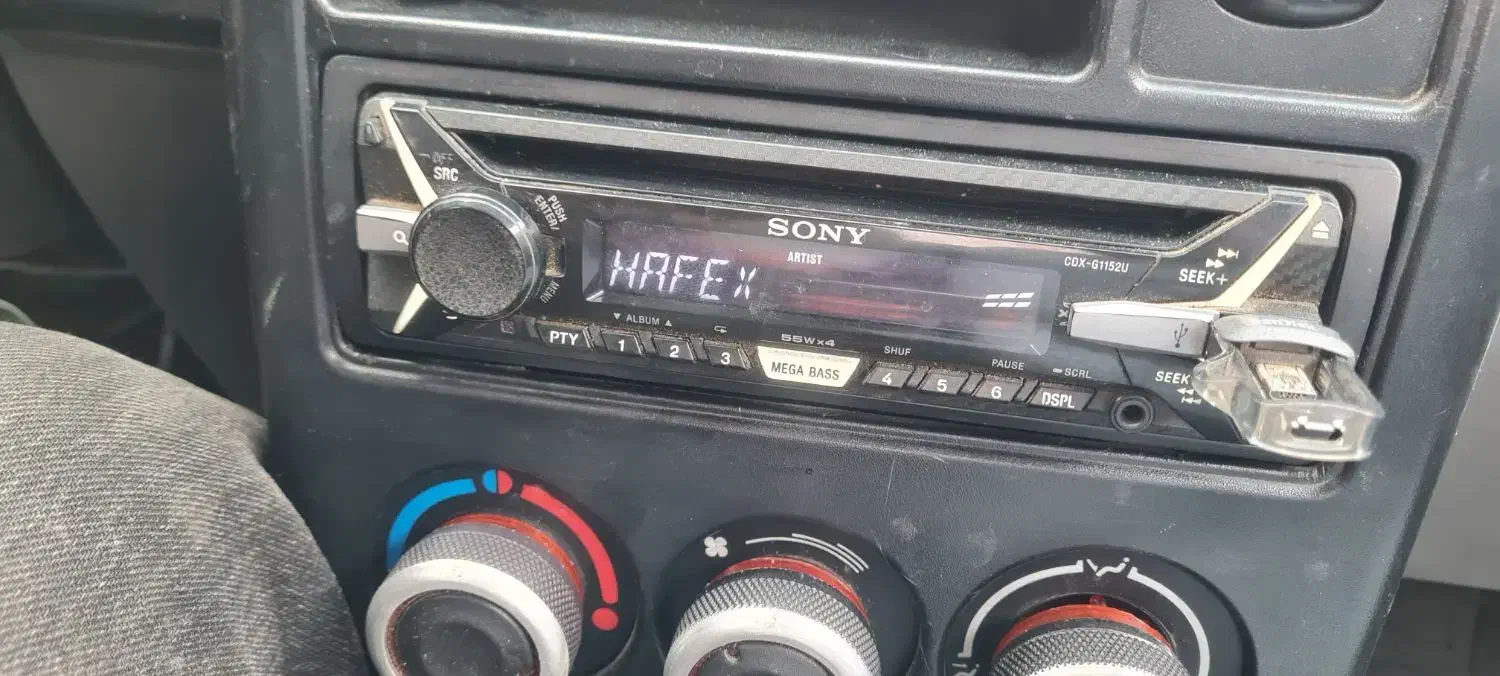 OFF
SRC
PUSH
ENTER/
MENU
SONY
ARTIST
CDX-G1152U
HAFEX
SEEK+
▼ ALBUM ▲
55W×4
SHUF
PAUSE
SCRL
SEEK
PTY
1
2
3
MEGA BASS
4
5
6
DSPL
SanDisk